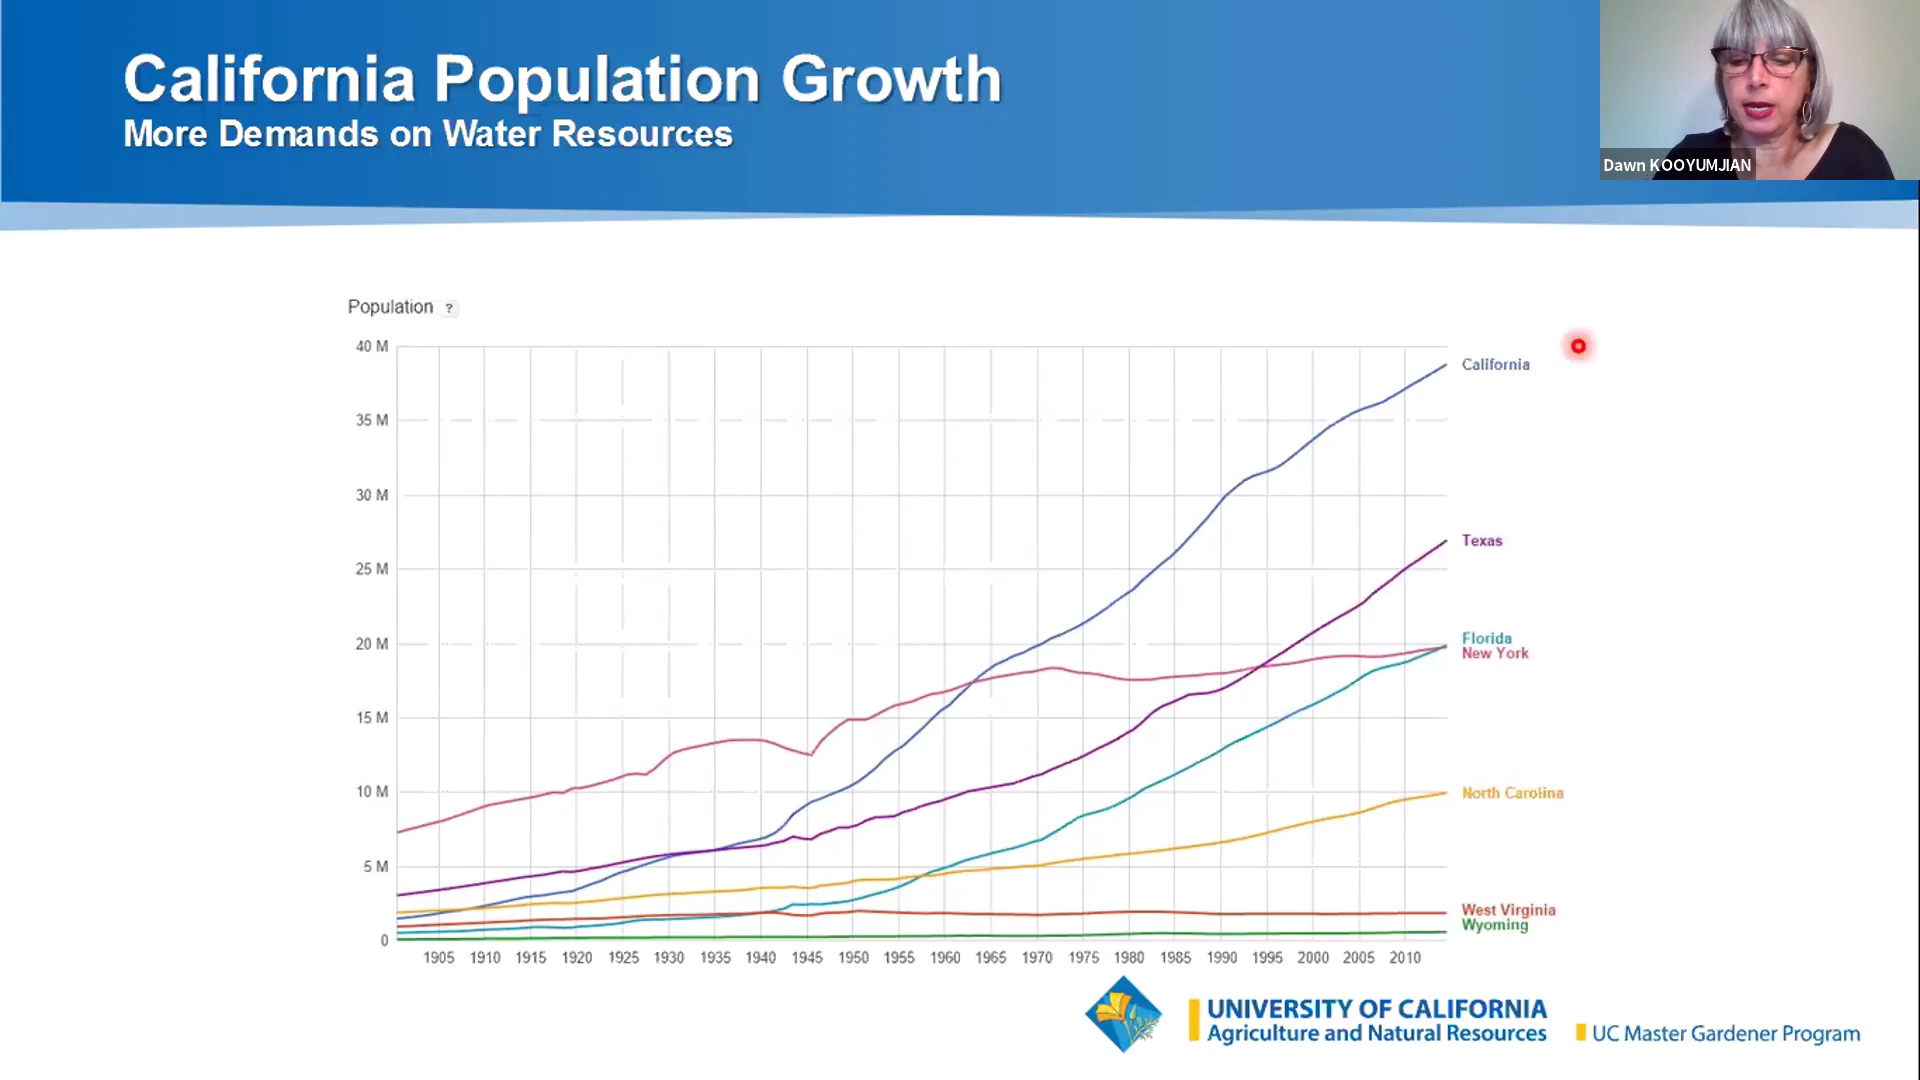 California Population Growth
More Demands on Water Resources
Dawn KOOYUMJIAN
Population ?
40 M
35 M
30 M
25 M
20 M
15 M
10 M
5 M
0
California
Texas
Florida
New York
North Carolina
West Virginia
Wyoming
1905 1910 1915 1920 1925 1930 1935 1940 1945 1950 1955 1960 1965 1970 1975 1980 1985 1990 1995 2000 2005 2010
UNIVERSITY OF CALIFORNIA
Agriculture and Natural Resources
UC Master Gardener Program